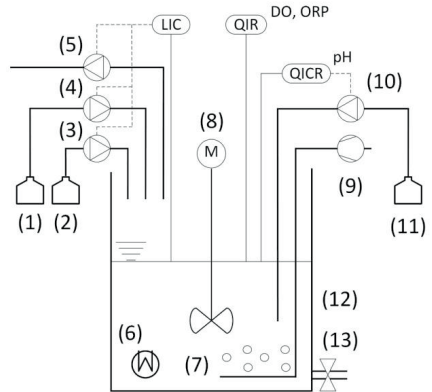 LIC
QIR
DO, ORP
(5)
QICR
pH
(4)
(10)
(3)
(8)
M
(9)
(1)
(2)
(11)
(12)
(6)
(13)
(7)